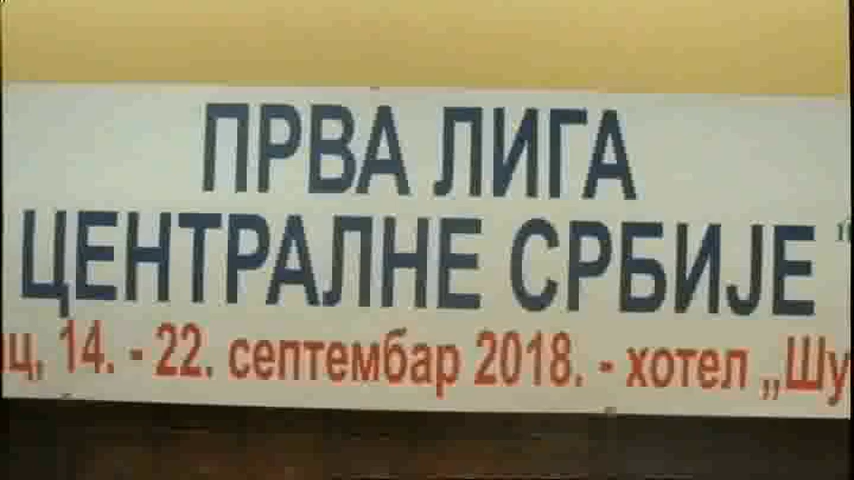 ПРВА ЛИГА
ЦЕНТРАЛНЕ СРБИЈЕ
14. - 22. септембар 2018. - хотел